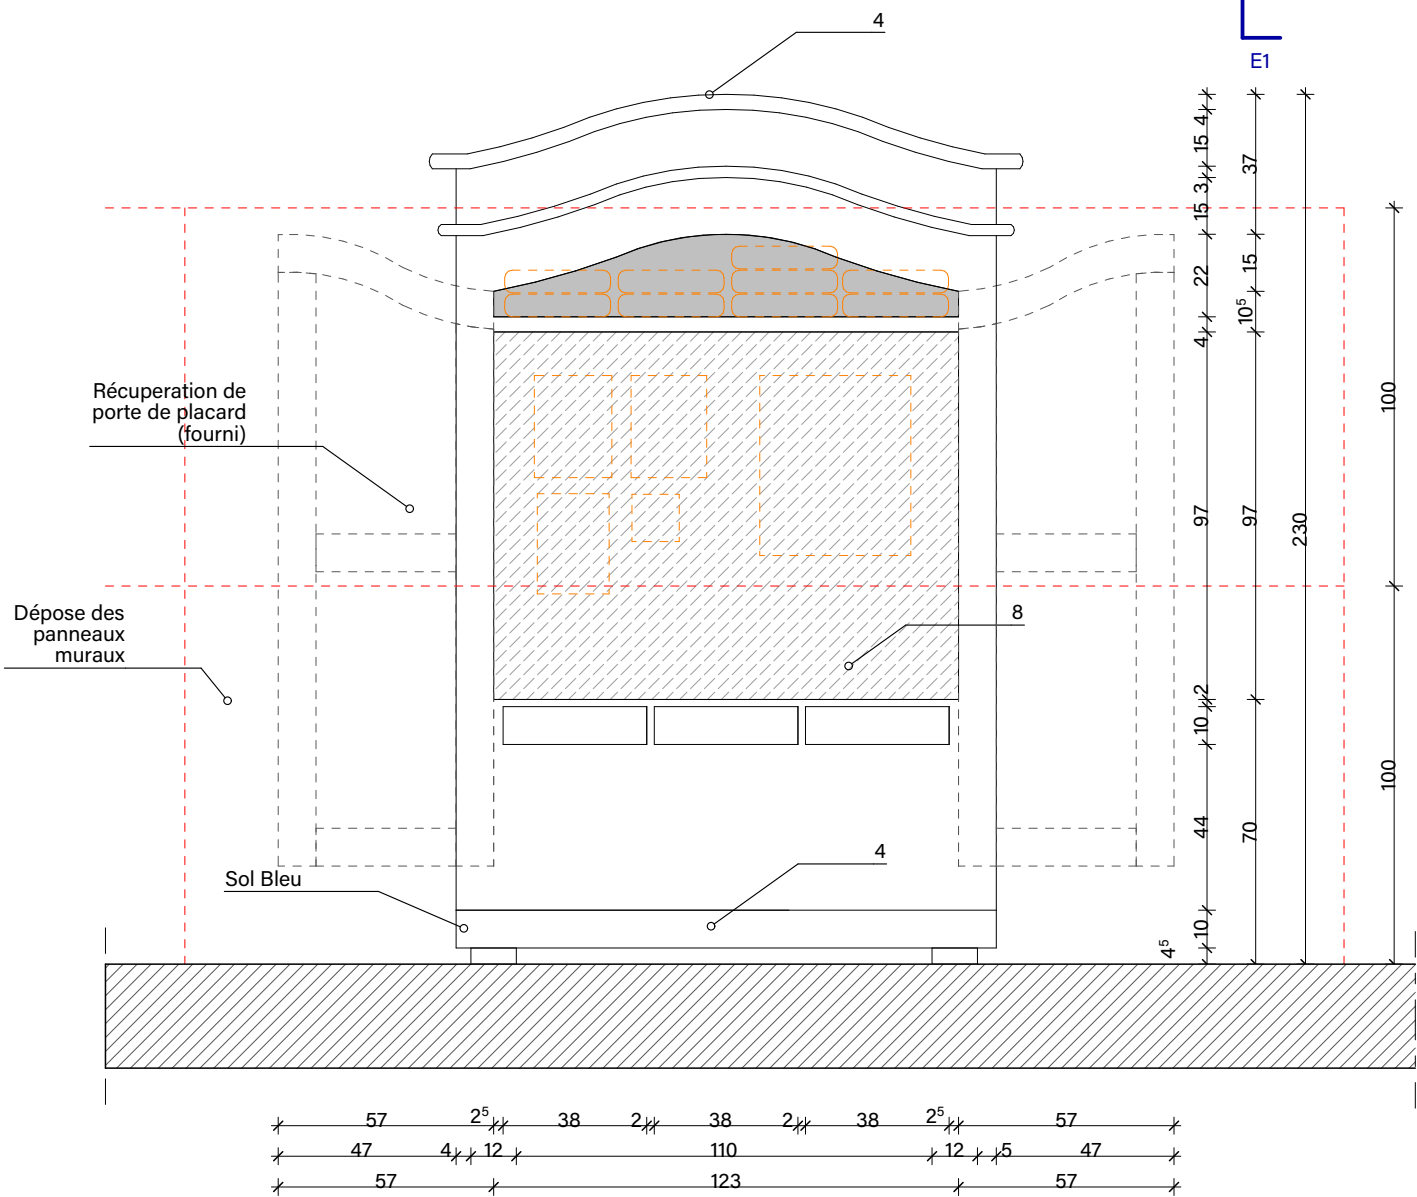 4
E1
4
15
3
15
22
4
97
2
10
44
10
4⁵
37
15
10⁵
97
70
230
100
100
Récuperation de
porte de placard
(fourni)
Dépose des
panneaux
muraux
8
4
Sol Bleu
57 2⁵ 38 2 38 2 38 2⁵ 57
47 4 12 110 12 5 47
57 123 57